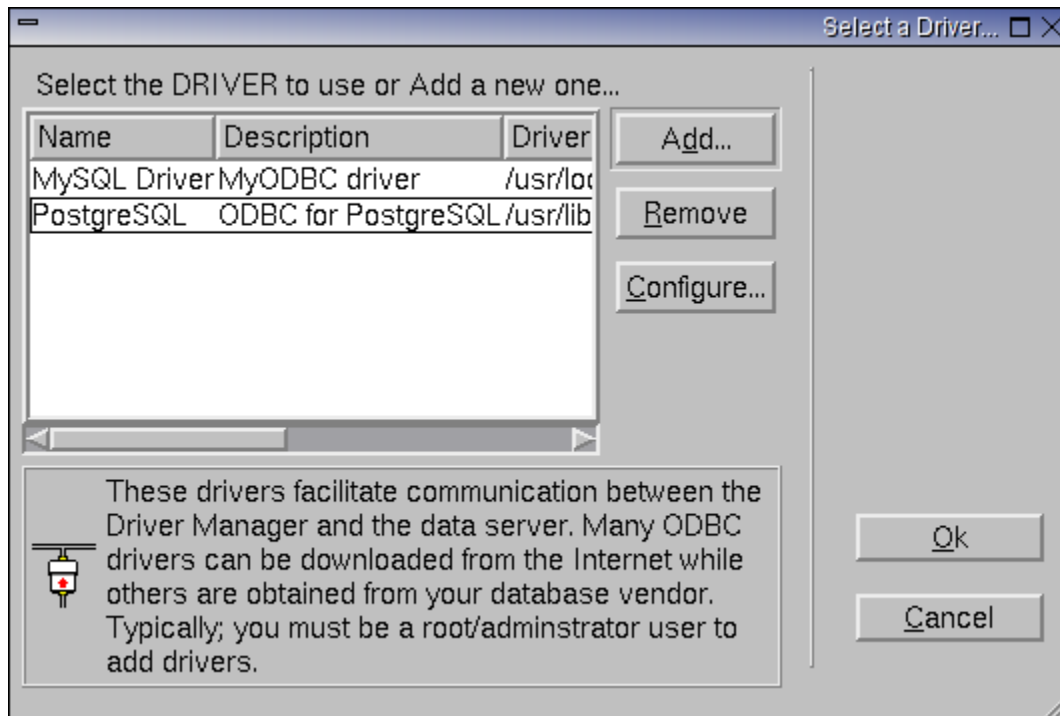 Select a Driver...
Select the DRIVER to use or Add a new one...
Name Description Driver
MySQL Driver MyODBC driver /usr/loc
PostgreSQL ODBC for PostgreSQL /usr/lib
Add...
Remove
Configure...
These drivers facilitate communication between the
Driver Manager and the data server. Many ODBC
drivers can be downloaded from the Internet while
others are obtained from your database vendor.
Typically; you must be a root/adminstrator user to
add drivers.
Ok
Cancel